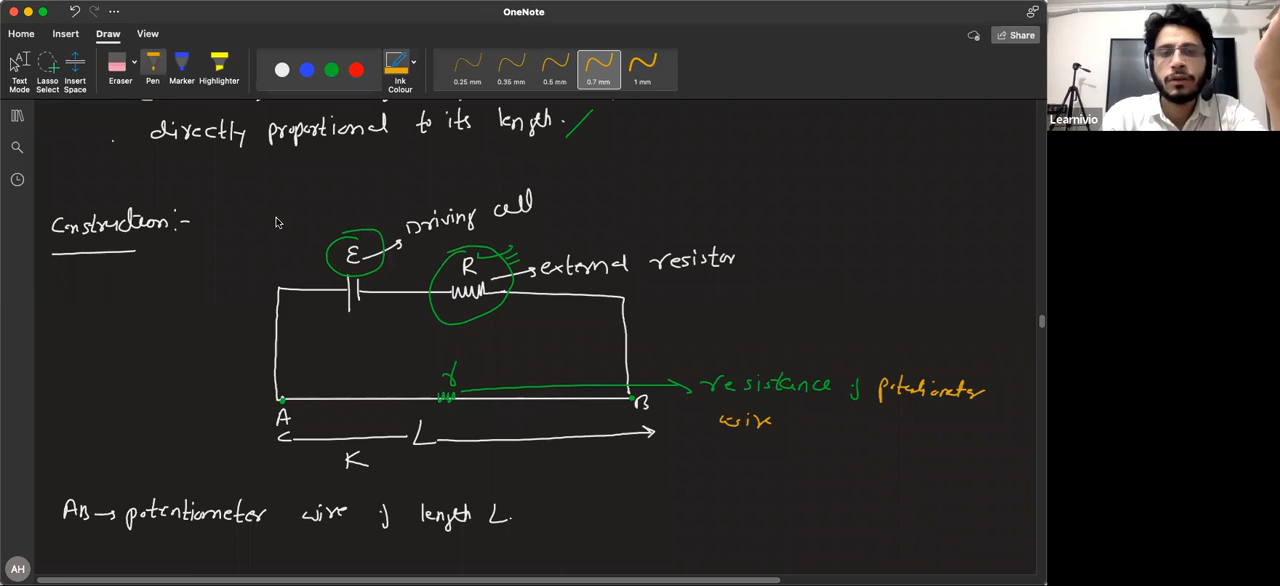 OneNote
Home Insert Draw View
Share
Text Mode
Lasso Select
Insert Space
Eraser
Pen
Marker
Highlighter
Ink Colour
0.25 mm
0.35 mm
0.5 mm
0.7 mm
1 mm
Learnivio
directly proportional to its length.
Construction:-
Driving cell
E
R
external resistor
r
resistance of potentiometer
wire
A
B
L
K
AB → potentiometer wire of length L.
AH